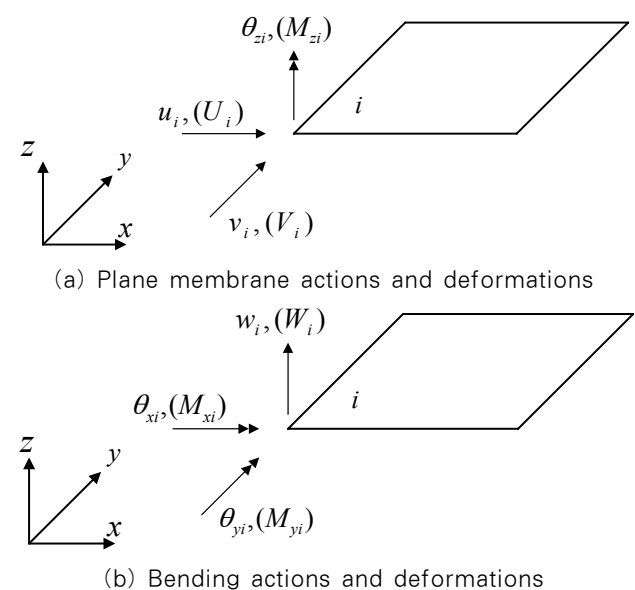 θzi,(Mzi)
i
ui,(Ui)
z
y
x
vi,(Vi)
(a) Plane membrane actions and deformations
wi,(Wi)
i
θxi,(Mxi)
z
y
x
θyi,(Myi)
(b) Bending actions and deformations